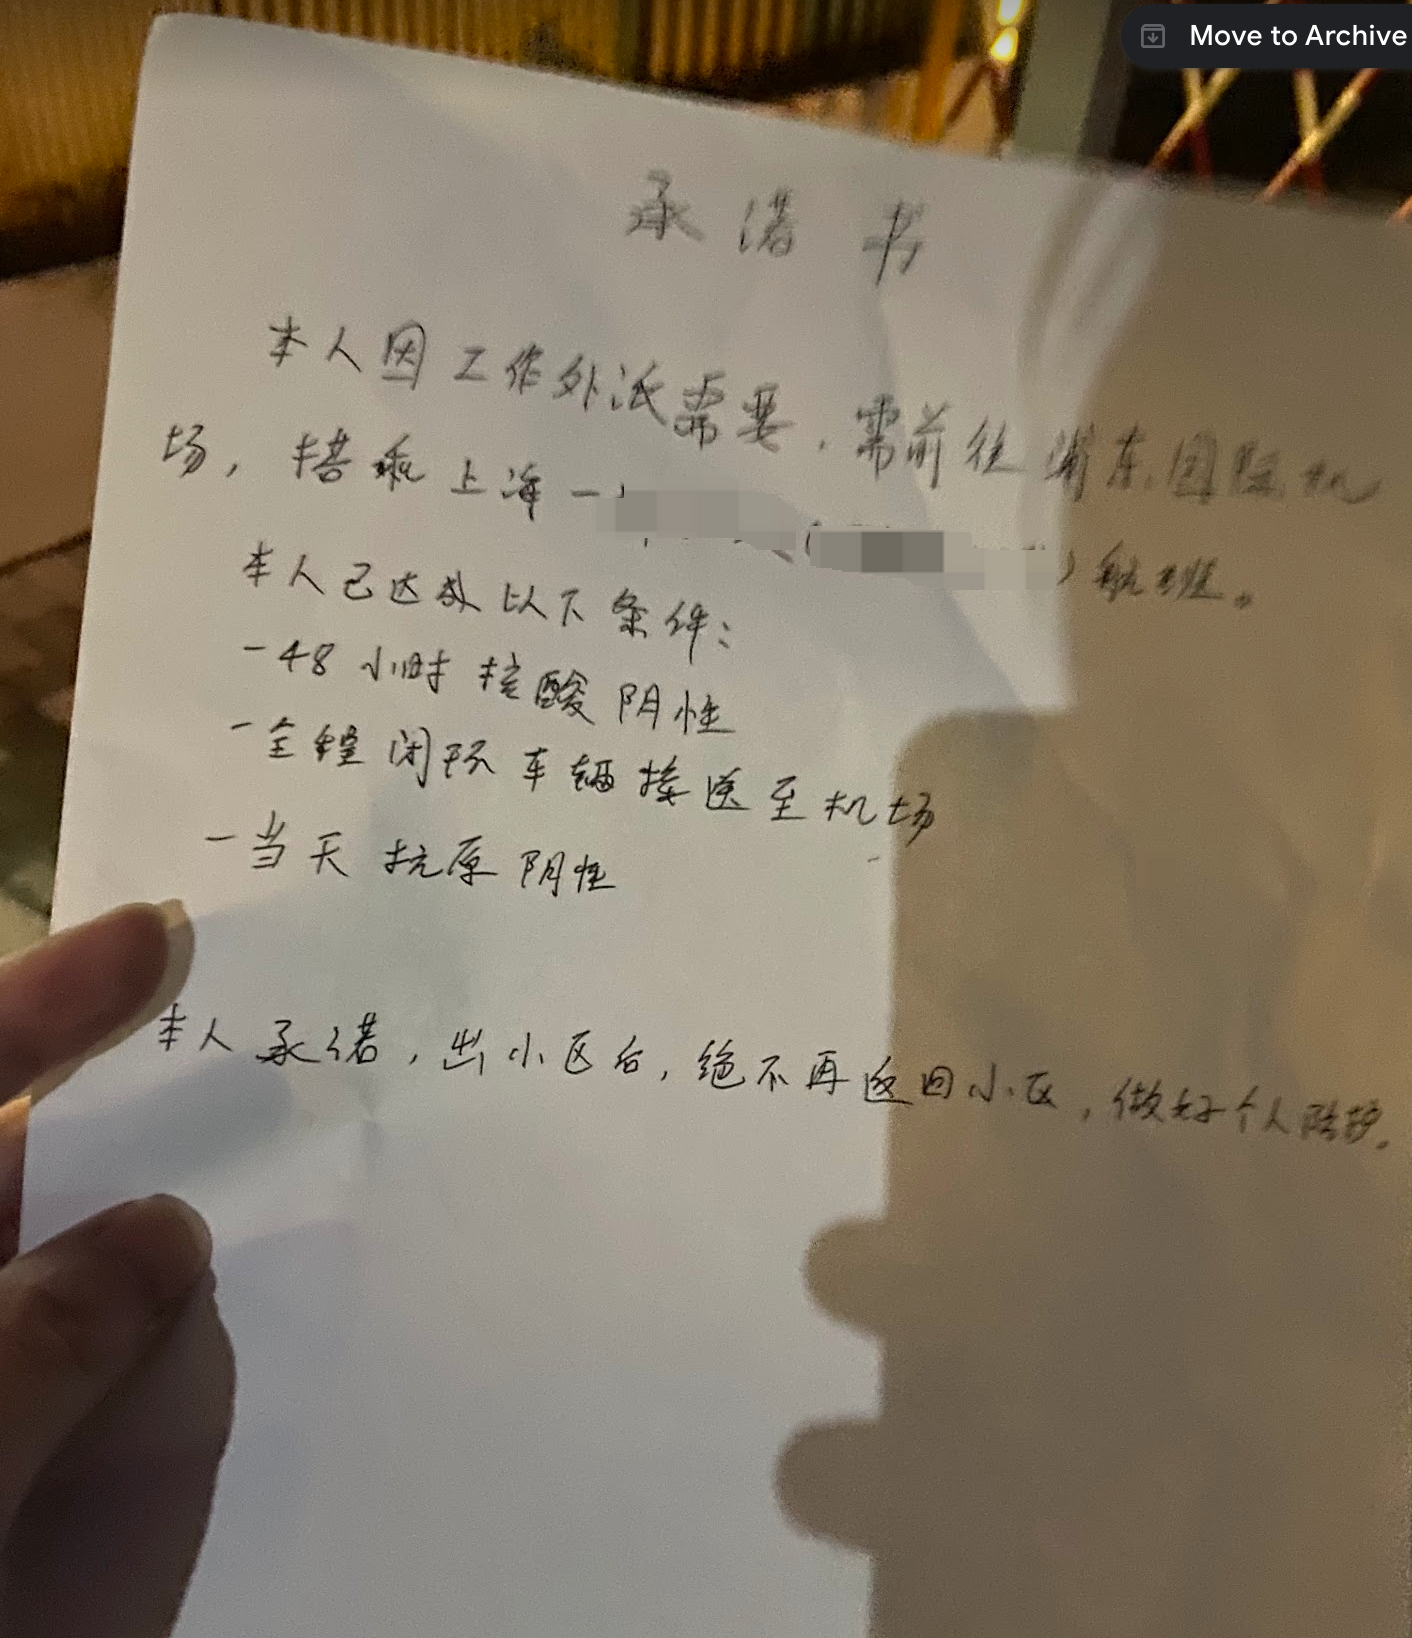 Move to Archive
承诺书
本人因工作外派需要，需前往浦东国际机
场，搭乘上海一
（
）航班。
本人已达成以下条件：
-48小时核酸阴性
-全程闭环车辆接送至机场
-当天抗原阴性
本人承诺，出小区后，绝不再返回小区，做好个人防护。